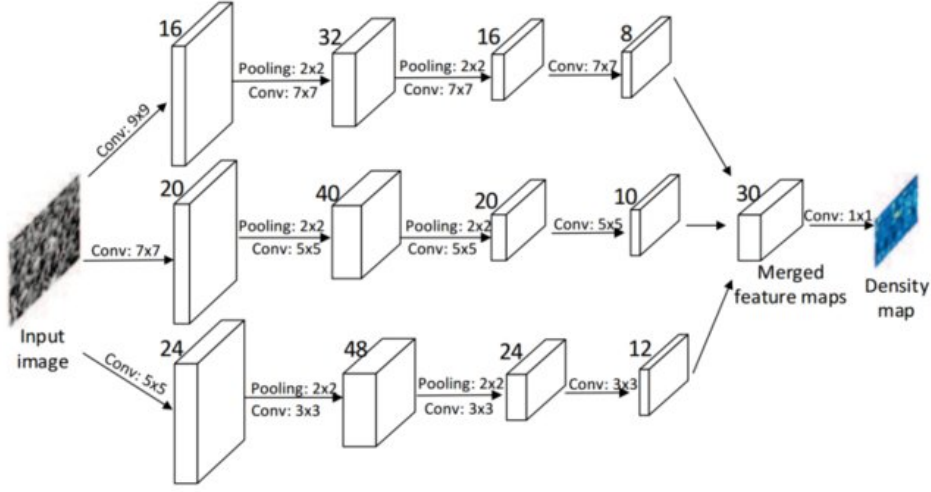 16
32
16
8
Pooling: 2x2
Pooling: 2x2
Conv: 7x7
Conv: 7x7
Conv: 7x7
Conv: 9x9
20
40
20
10
30
Pooling: 2x2
Pooling: 2x2
Conv: 7x7
Conv: 5x5
Conv: 5x5
Conv: 5x5
Conv: 1x1
Merged
feature maps
Density
map
Input
image
24
48
24
12
Conv: 5x5
Pooling: 2x2
Pooling: 2x2
Conv: 3x3
Conv: 3x3
Conv: 3x3